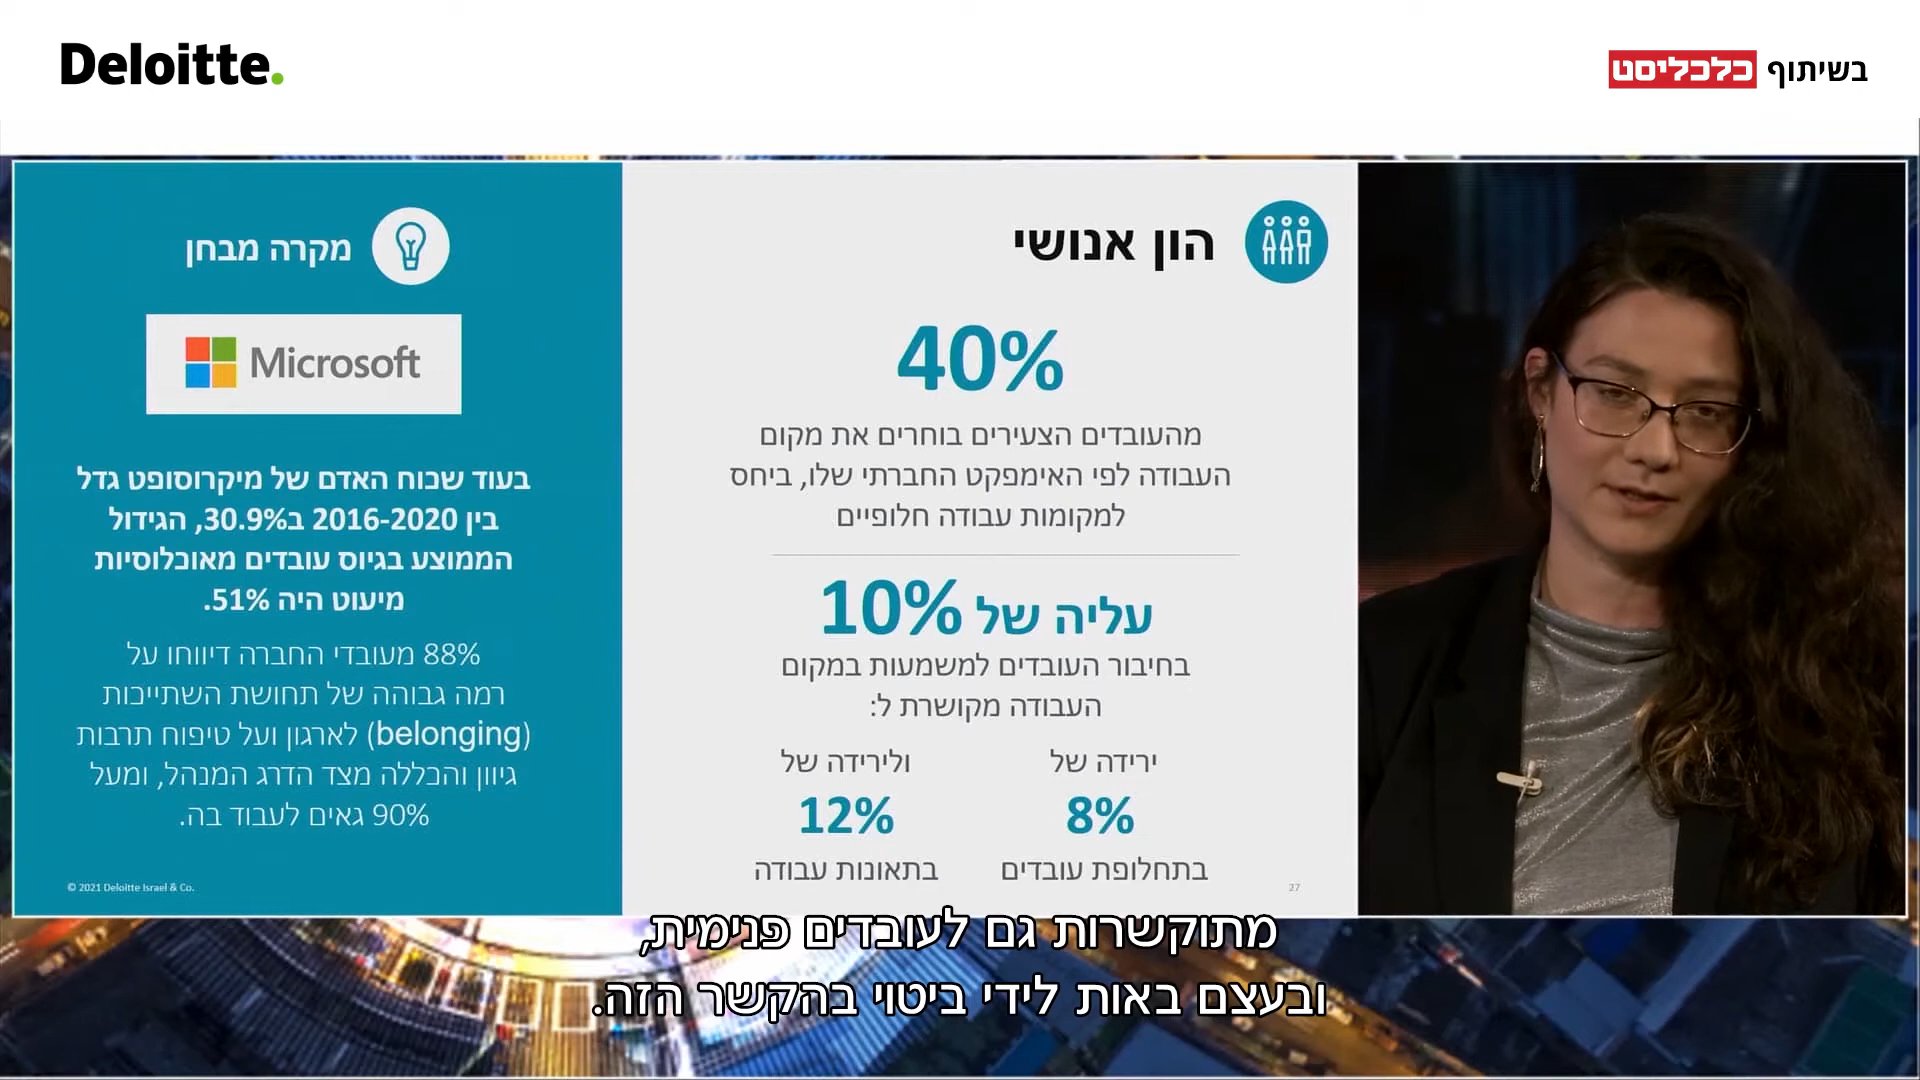 Deloitte.
בשיתוף כלכליסט
הון אנושי
40%
מהעובדים הצעירים בוחרים את מקום
העבודה לפי האימפקט החברתי שלו, ביחס
למקומות עבודה חלופיים
עליה של 10%
בחיבור העובדים למשמעות במקום
העבודה מקושרת ל:
ירידה של
8%
בתחלופת עובדים
ולירידה של
12%
בתאונות עבודה
27
מקרה מבחן
Microsoft
בעוד שכוח האדם של מיקרוסופט גדל
בין 2016-2020 ב30.9%, הגידול
הממוצע בגיוס עובדים מאוכלוסיות
מיעוט היה 51%.
88% מעובדי החברה דיווחו על
רמה גבוהה של תחושת השתייכות
(belonging) לארגון ועל טיפוח תרבות
גיוון והכללה מצד הדרג המנהל, ומעל
90% גאים לעבוד בה.
© 2021 Deloitte Israel & Co.
מתוקשרות גם לעובדים פנימית,
ובעצם באות לידי ביטוי בהקשר הזה.